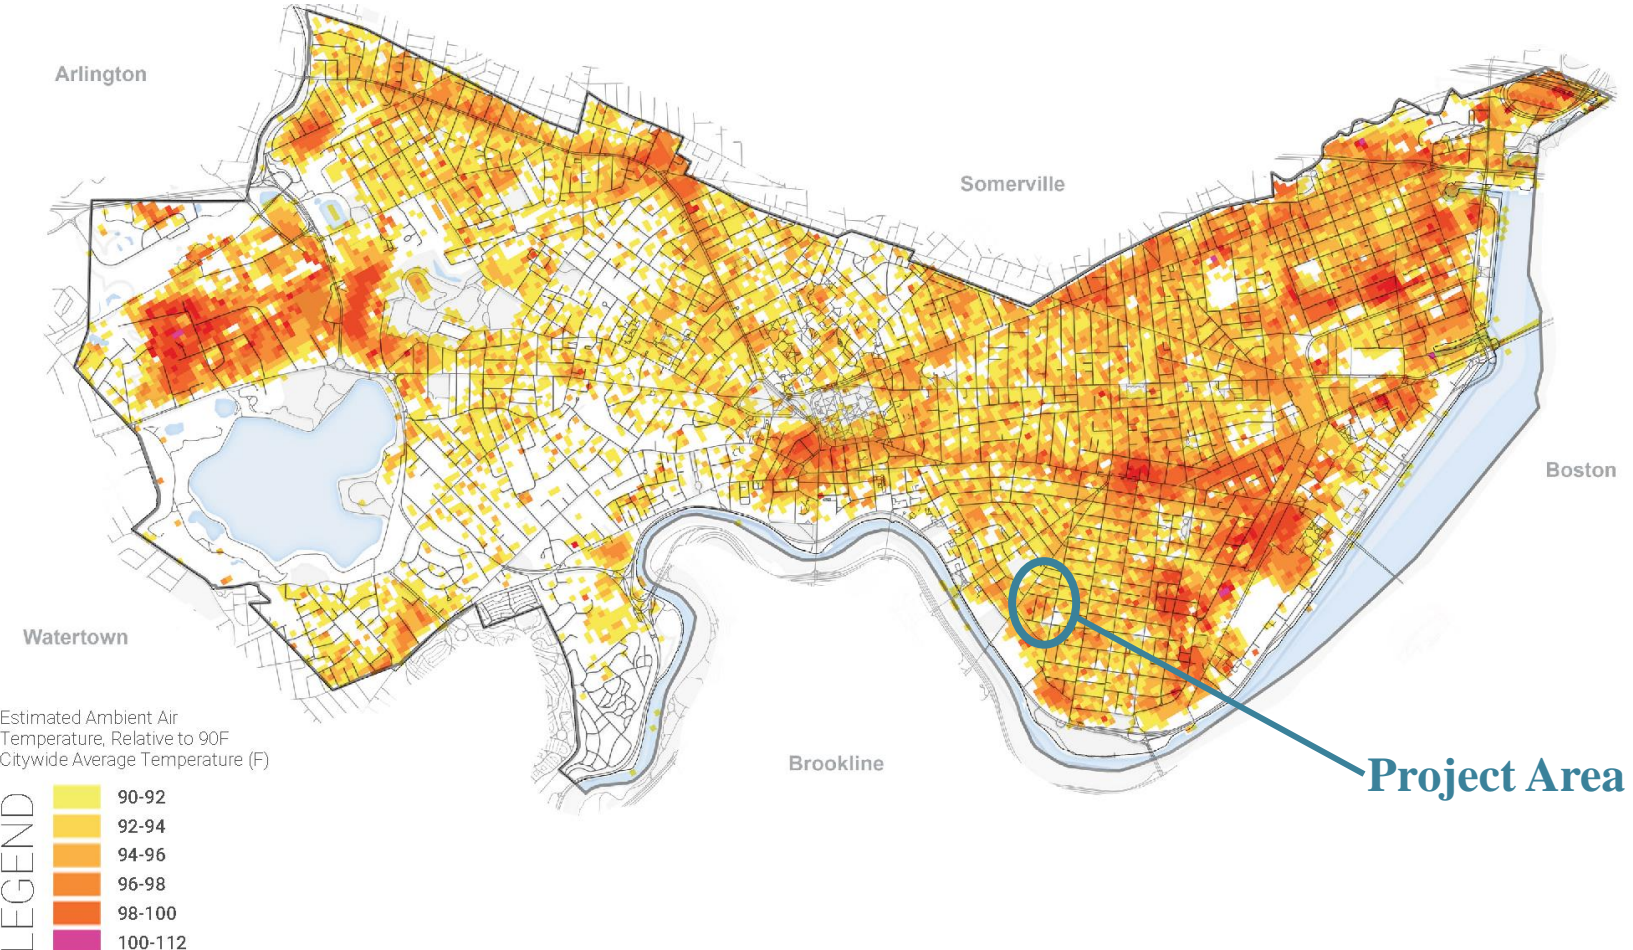 Arlington
Somerville
Boston
Watertown
Brookline
Project Area
Estimated Ambient Air
Temperature, Relative to 90F
Citywide Average Temperature (F)
LEGEND
90-92
92-94
94-96
96-98
98-100
100-112